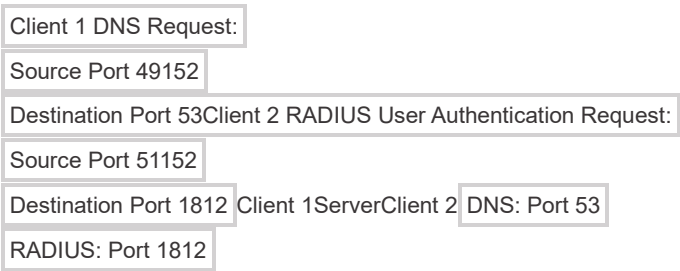 Client 1 DNS Request:
Source Port 49152
Destination Port 53Client 2 RADIUS User Authentication Request:
Source Port 51152
Destination Port 1812 Client 1ServerClient 2 DNS: Port 53
RADIUS: Port 1812